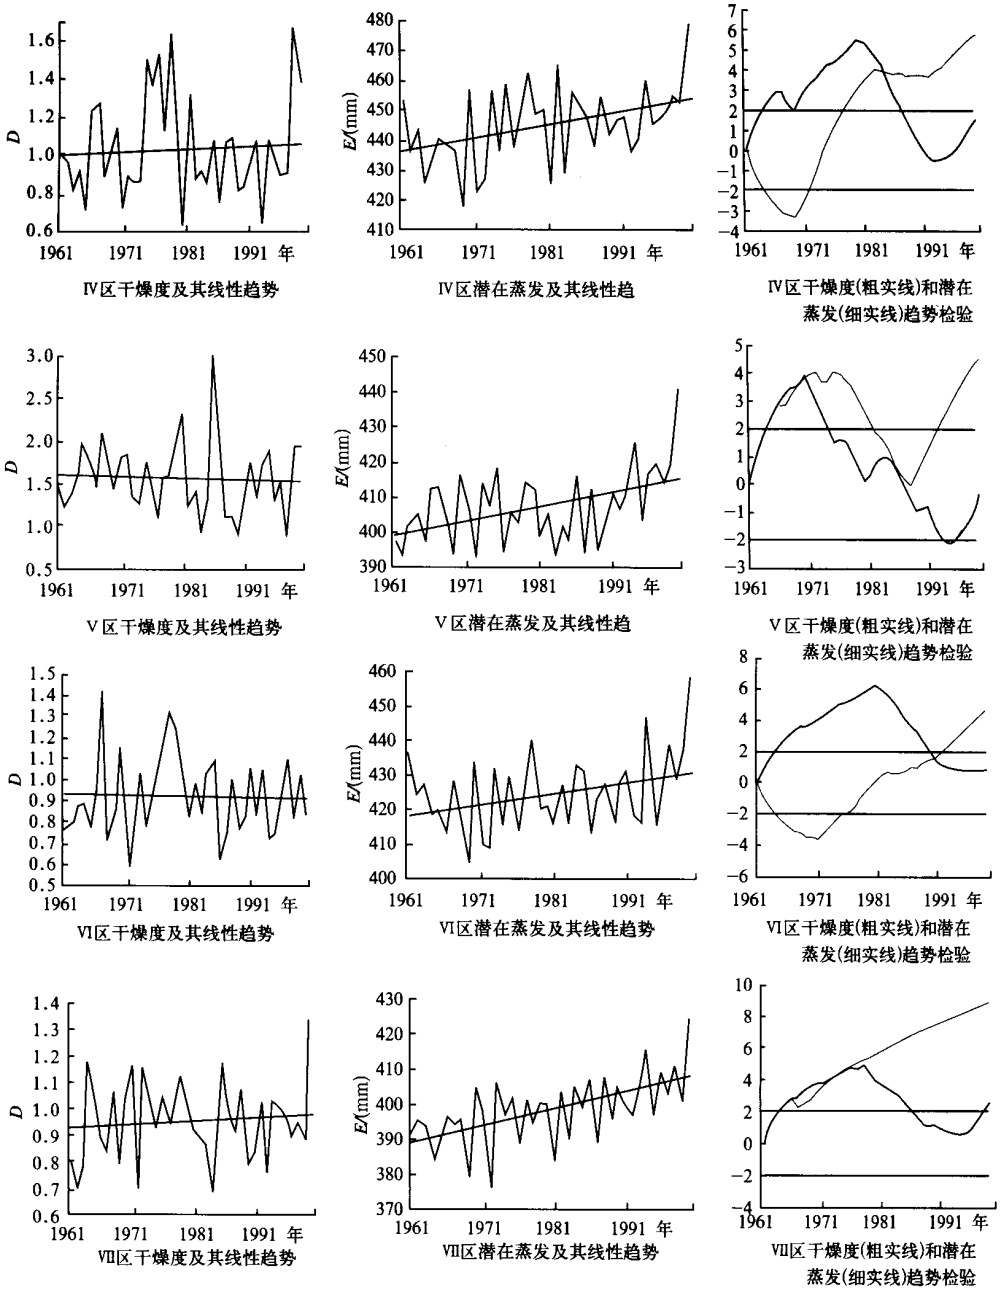 1.6
1.4
1.2
1.0
0.8
0.6
D
1961 1971 1981 1991 年
Ⅳ区干燥度及其线性趋势
480
470
460
450
440
430
420
410
E/(mm)
1961 1971 1981 1991 年
Ⅳ区潜在蒸发及其线性趋
7
6
5
4
3
2
1
0
−1
−2
−3
−4
1961 1971 1981 1991 年
Ⅳ区干燥度(粗实线)和潜在
蒸发(细实线)趋势检验
3.0
2.5
2.0
1.5
1.0
0.5
D
1961 1971 1981 1991 年
Ⅴ区干燥度及其线性趋势
450
440
430
420
410
400
390
E/(mm)
1961 1971 1981 1991 年
Ⅴ区潜在蒸发及其线性趋
5
4
3
2
1
0
−1
−2
−3
1961 1971 1981 1991 年
Ⅴ区干燥度(粗实线)和潜在
蒸发(细实线)趋势检验
1.5
1.4
1.3
1.2
1.1
1.0
0.9
0.8
0.7
0.6
0.5
D
1961 1971 1981 1991 年
Ⅵ区干燥度及其线性趋势
460
450
440
430
420
410
400
E/(mm)
1961 1971 1981 1991 年
Ⅵ区潜在蒸发及其线性趋势
8
6
4
2
0
−2
−4
−6
1961 1971 1981 1991 年
Ⅵ区干燥度(粗实线)和潜在
蒸发(细实线)趋势检验
1.4
1.3
1.2
1.1
1.0
0.9
0.8
0.7
0.6
D
1961 1971 1981 1991 年
Ⅶ区干燥度及其线性趋势
430
420
410
400
390
380
370
E/(mm)
1961 1971 1981 1991 年
Ⅶ区潜在蒸发及其线性趋势
10
8
6
4
2
0
−2
−4
1961 1971 1981 1991 年
Ⅶ区干燥度(粗实线)和潜在
蒸发(细实线)趋势检验